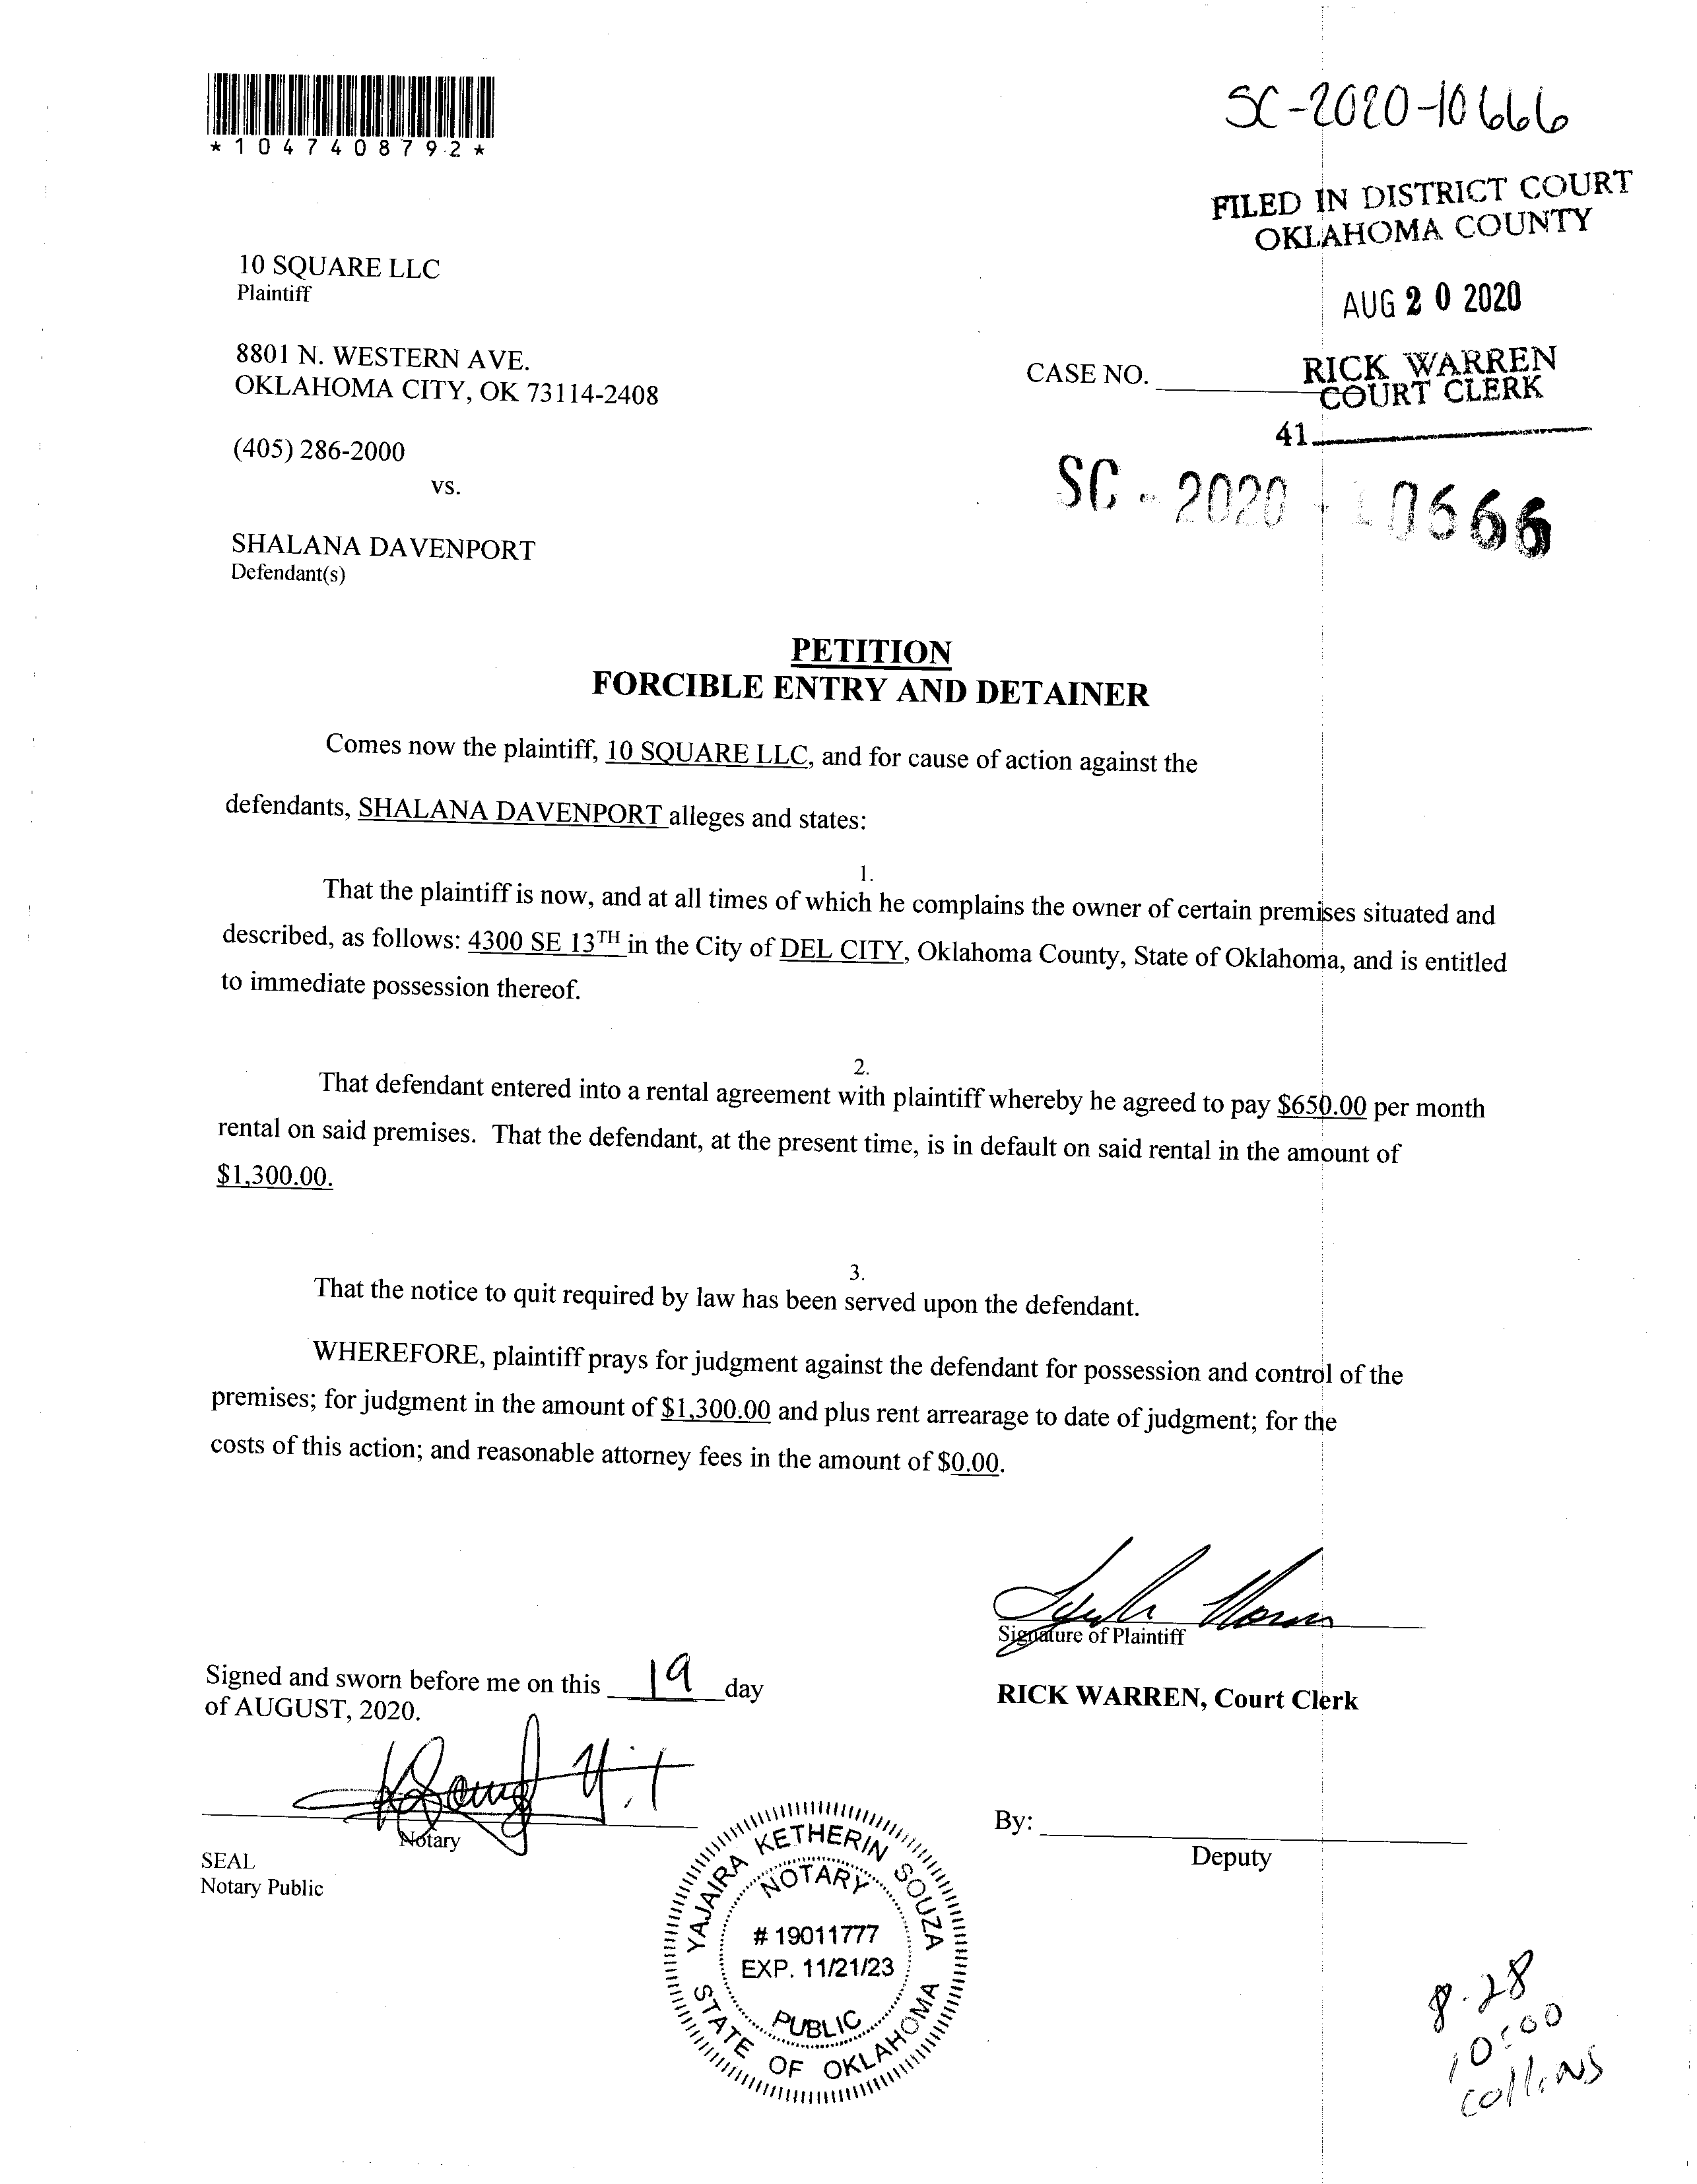 *1047408792*
SC-2020-10666
FILED IN DISTRICT COURT
OKLAHOMA COUNTY
AUG 20 2020
RICK WARREN
COURT CLERK
41
10 SQUARE LLC
Plaintiff
8801 N. WESTERN AVE.
OKLAHOMA CITY, OK 73114-2408
CASE NO.
(405) 286-2000
vs.
SC - 2020 - 10666
SHALANA DAVENPORT
Defendant(s)
PETITION
FORCIBLE ENTRY AND DETAINER
Comes now the plaintiff, 10 SQUARE LLC, and for cause of action against the
defendants, SHALANA DAVENPORT alleges and states:
1.
That the plaintiff is now, and at all times of which he complains the owner of certain premises situated and
described, as follows: 4300 SE 13TH in the City of DEL CITY, Oklahoma County, State of Oklahoma, and is entitled
to immediate possession thereof.
2.
That defendant entered into a rental agreement with plaintiff whereby he agreed to pay $650.00 per month
rental on said premises. That the defendant, at the present time, is in default on said rental in the amount of
$1,300.00.
3.
That the notice to quit required by law has been served upon the defendant.
WHEREFORE, plaintiff prays for judgment against the defendant for possession and control of the
premises; for judgment in the amount of $1,300.00 and plus rent arrearage to date of judgment; for the
costs of this action; and reasonable attorney fees in the amount of $0.00.
Signature of Plaintiff
Signed and sworn before me on this 19 day
of AUGUST, 2020.
RICK WARREN, Court Clerk
Notary
SEAL
Notary Public
By:
Deputy
YAJAIRA KETHERIN SOUZA
NOTARY
# 19011777
EXP. 11/21/23
PUBLIC
STATE OF OKLAHOMA
8.28
10:00
Collins